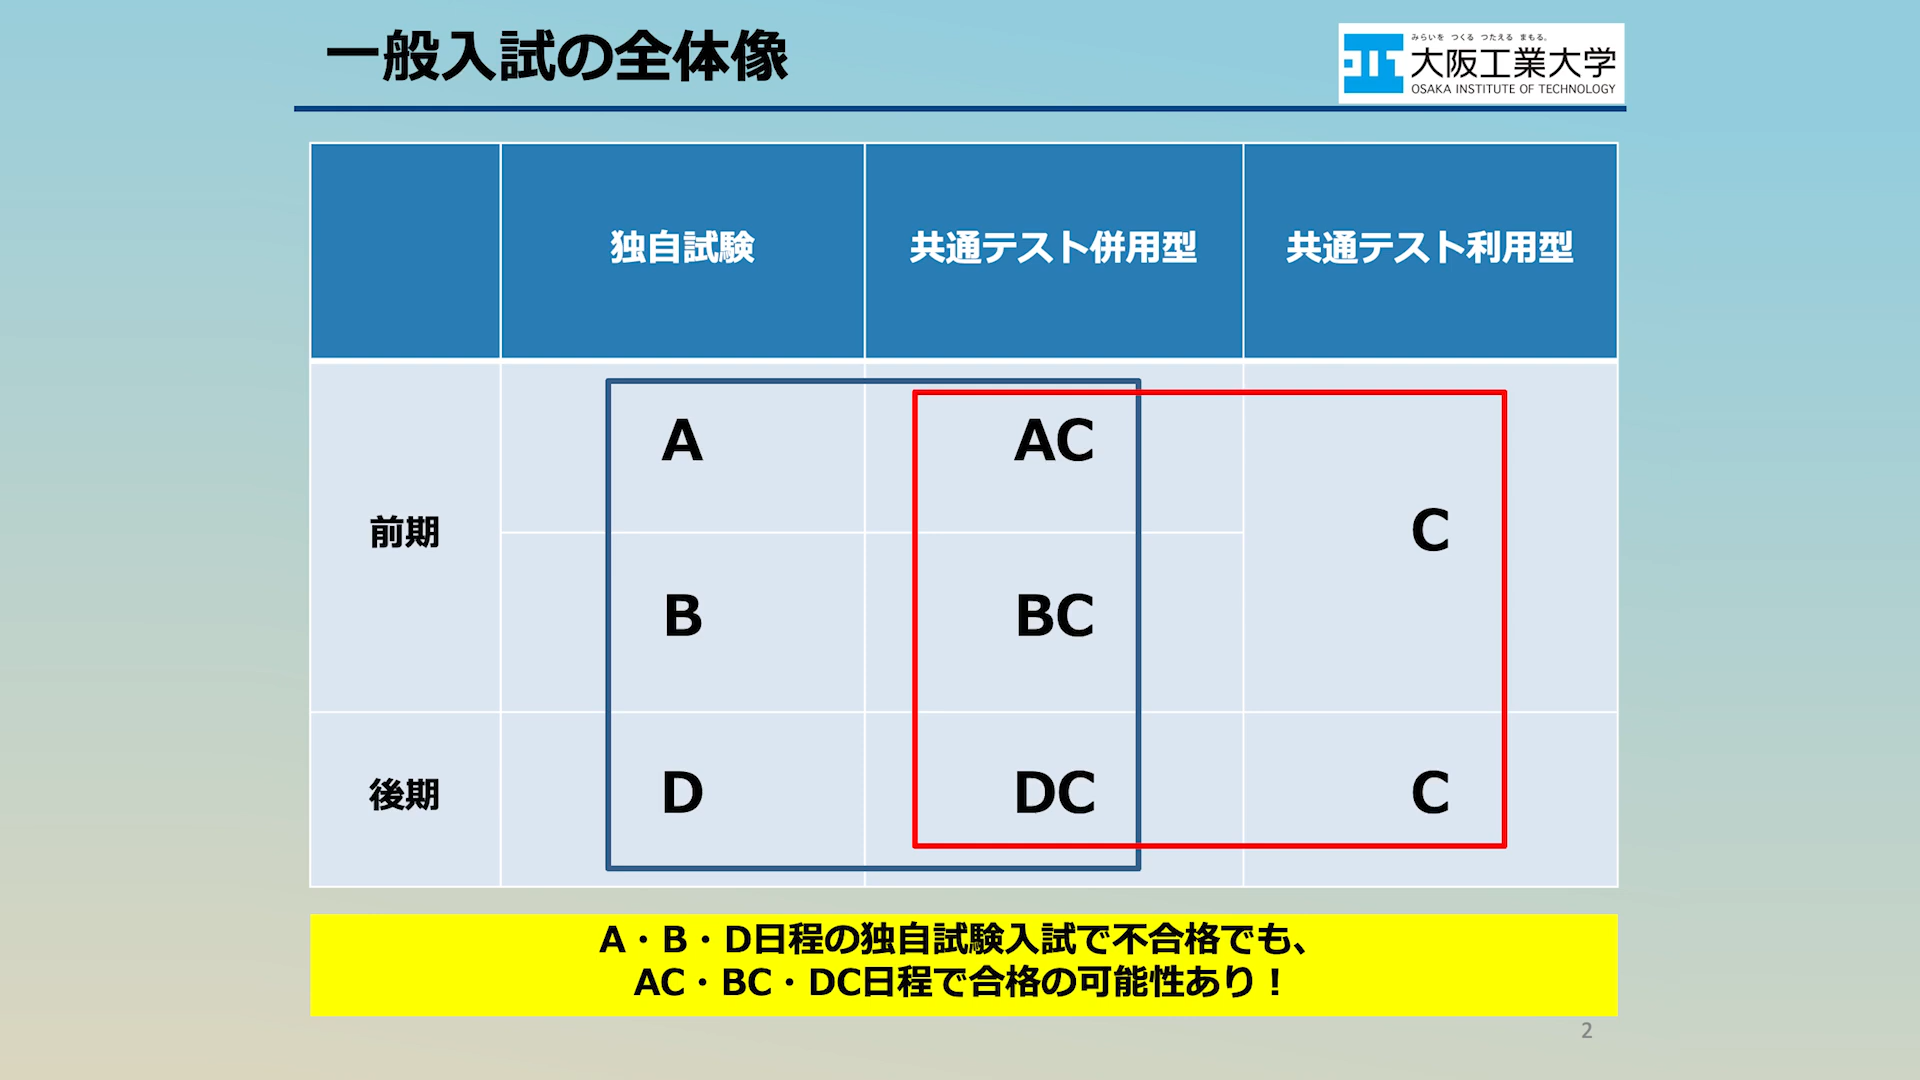 一般入試の全体像
みらいを つくる つたえる まもる。
大阪工業大学
OSAKA INSTITUTE OF TECHNOLOGY
独自試験
共通テスト併用型
共通テスト利用型
前期
A
AC
C
B
BC
後期
D
DC
C
A・B・D日程の独自試験入試で不合格でも、
AC・BC・DC日程で合格の可能性あり！
2